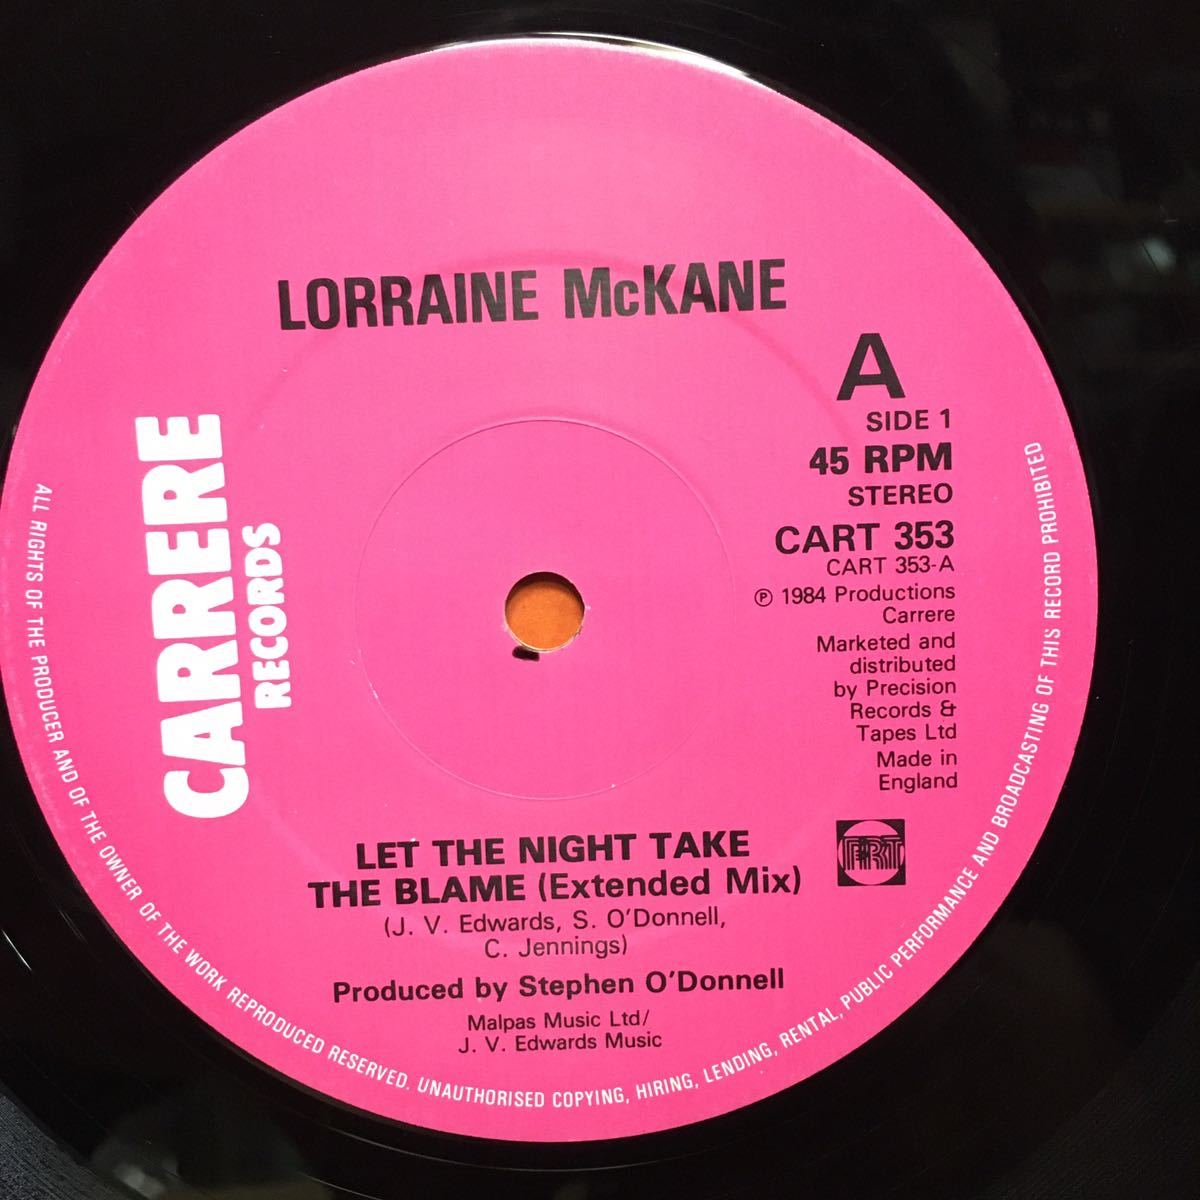 LORRAINE McKANE
A
SIDE 1
45 RPM
STEREO
CART 353
CART 353-A
℗ 1984 Productions
Carrere
Marketed and
distributed
by Precision
Records &
Tapes Ltd
Made in
England
PRT
CARRERE
RECORDS
LET THE NIGHT TAKE
THE BLAME (Extended Mix)
(J. V. Edwards, S. O'Donnell,
C. Jennings)
Produced by Stephen O'Donnell
Malpas Music Ltd/
J. V. Edwards Music
ALL RIGHTS OF THE PRODUCER AND OF THE OWNER OF THE WORK REPRODUCED RESERVED. UNAUTHORISED COPYING, HIRING, LENDING, RENTAL, PUBLIC PERFORMANCE AND BROADCASTING OF THIS RECORD PROHIBITED